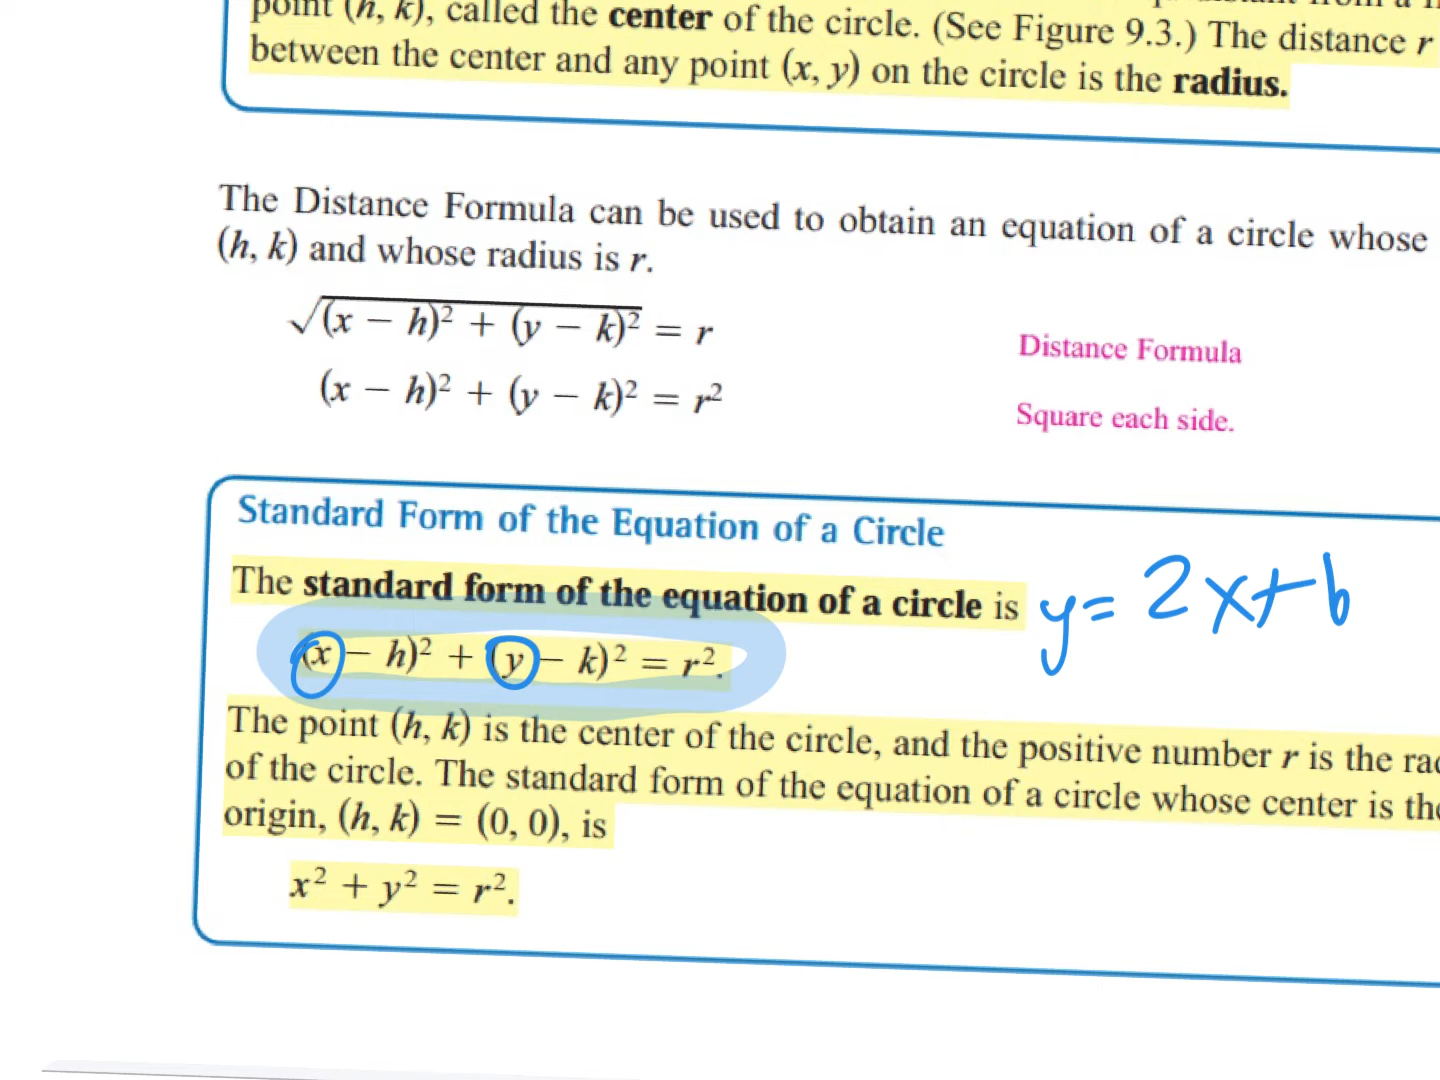 point (h, k), called the center of the circle. (See Figure 9.3.) The distance r
between the center and any point (x, y) on the circle is the radius.
The Distance Formula can be used to obtain an equation of a circle whose
(h, k) and whose radius is r.
√(x − h)² + (y − k)² = r
Distance Formula
(x − h)² + (y − k)² = r²
Square each side.
Standard Form of the Equation of a Circle
The standard form of the equation of a circle is
y = 2x + b
(x − h)² + (y − k)² = r².
The point (h, k) is the center of the circle, and the positive number r is the
of the circle. The standard form of the equation of a circle whose center is
origin, (h, k) = (0, 0), is
x² + y² = r².